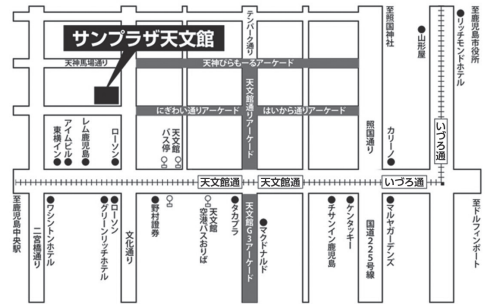 サンプラザ天文館
天神馬場通り
テンパーク通り
天神ぴらもーるアーケード
天文館通りアーケード
にぎわい通りアーケード
はいから通りアーケード
至照国神社
山形屋
リッチモンドホテル
至鹿児島市役所
いづろ通
東横イン
アイムビル
レム鹿児島
ローソン
天文館
バス停
照国通り
カリーノ
天文館通
天文館通
いづろ通
至鹿児島中央駅
二官橋通り
ワシントンホテル
グリーンリッチホテル
ローソン
文化通り
野村證券
天文館
空港バスおりば
タカプラ
天文館G3アーケード
マクドナルド
チサンイン鹿児島
ケンタッキー
国道225号線
マルヤガーデンズ
至ドルフィンポート